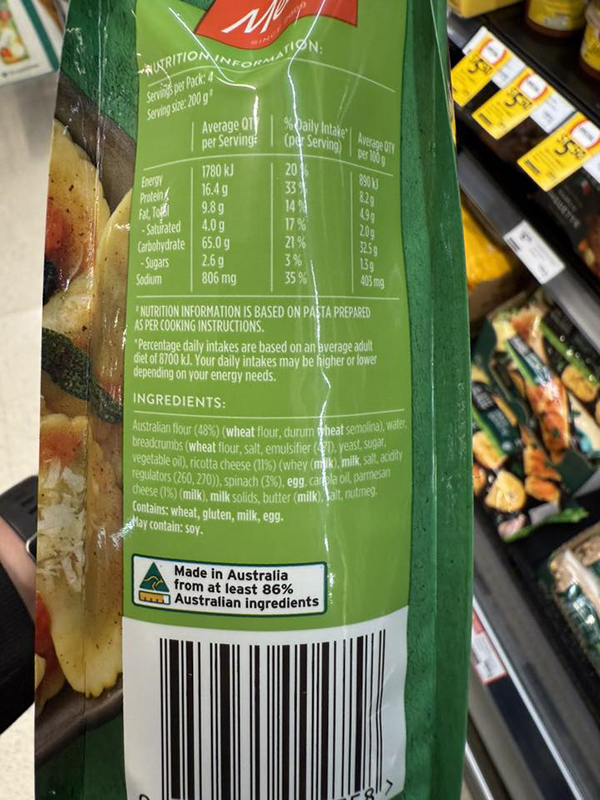 SINCE
NUTRITION INFORMATION:
Servings per Pack: 4
Serving size: 200 g‡
Average QTY per Serving‡ % Daily Intake* (per Serving) Average QTY per 100 g
Energy 1780 kJ 20 % 890 kJ
Protein 16.4 g 33 % 8.2 g
Fat, Total 9.8 g 14 % 4.9 g
- Saturated 4.0 g 17 % 2.0 g
Carbohydrate 65.0 g 21 % 32.5 g
- Sugars 2.6 g 3 % 1.3 g
Sodium 806 mg 35 % 403 mg
‡ NUTRITION INFORMATION IS BASED ON PASTA PREPARED
AS PER COOKING INSTRUCTIONS.
*Percentage daily intakes are based on an average adult
diet of 8700 kJ. Your daily intakes may be higher or lower
depending on your energy needs.
INGREDIENTS:
Australian flour (48%) (wheat flour, durum wheat semolina), water,
breadcrumbs (wheat flour, salt, emulsifier (471), yeast, sugar,
vegetable oil), ricotta cheese (11%) (whey (milk), milk, salt, acidity
regulators (260, 270)), spinach (3%), egg, canola oil, parmesan
cheese (1%) (milk), milk solids, butter (milk), salt, nutmeg.
Contains: wheat, gluten, milk, egg.
May contain: soy.
Made in Australia
from at least 86%
Australian ingredients